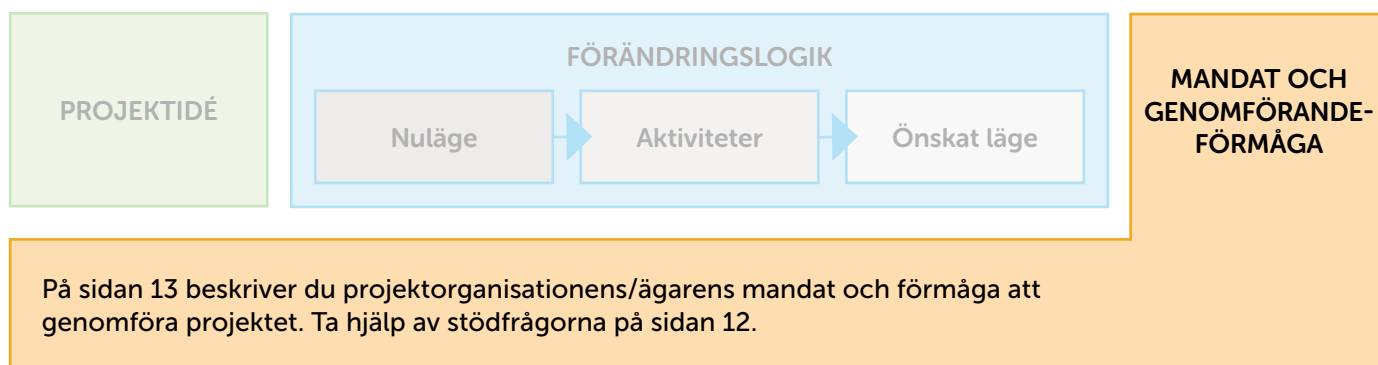 PROJEKTIDÉ
FÖRÄNDRINGSLOGIK
Nuläge
Aktiviteter
Önskat läge
MANDAT OCH
GENOMFÖRANDE-
FÖRMÅGA
På sidan 13 beskriver du projektorganisationens/ägarens mandat och förmåga att
genomföra projektet. Ta hjälp av stödfrågorna på sidan 12.